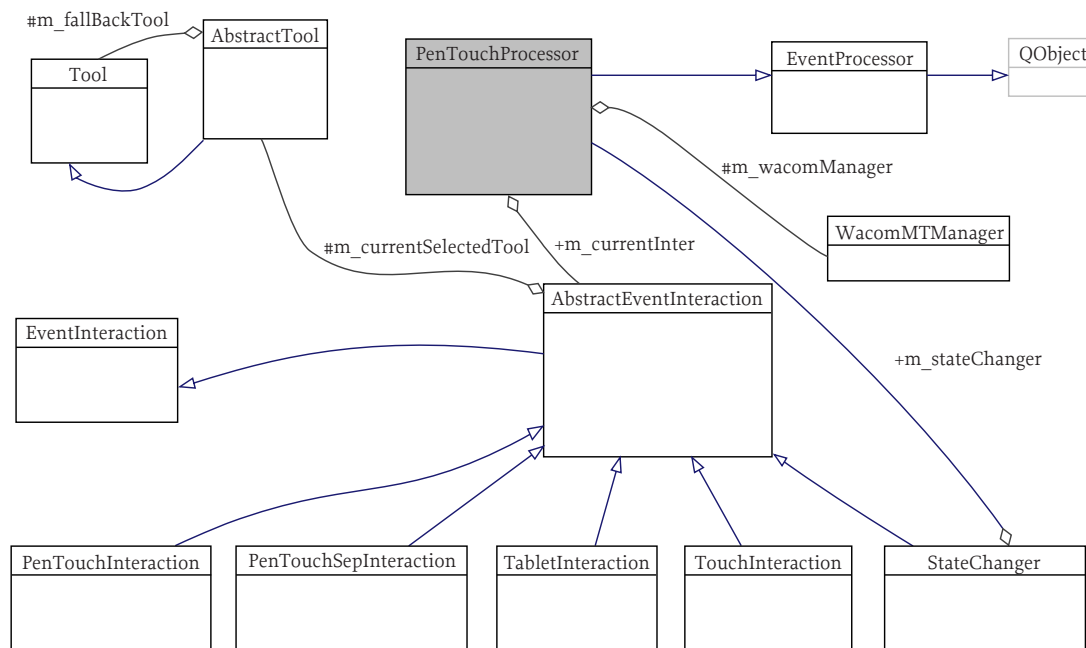 #m_fallBackTool
AbstractTool
Tool
PenTouchProcessor
EventProcessor
QObject
#m_wacomManager
WacomMTManager
#m_currentSelectedTool
+m_currentInter
AbstractEventInteraction
EventInteraction
+m_stateChanger
PenTouchInteraction
PenTouchSepInteraction
TabletInteraction
TouchInteraction
StateChanger